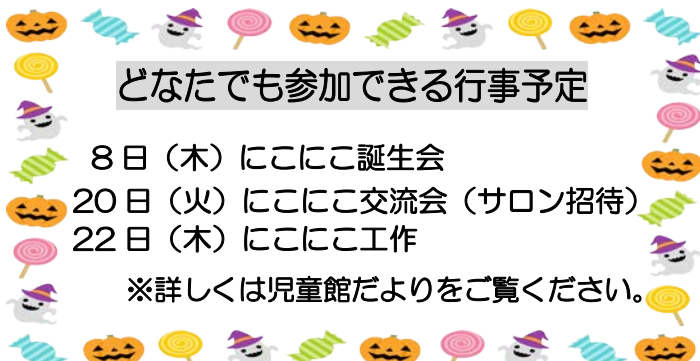 どなたでも参加できる行事予定
8日（木）にこにこ誕生会
20日（火）にこにこ交流会（サロン招待）
22日（木）にこにこ工作
※詳しくは児童館だよりをご覧ください。